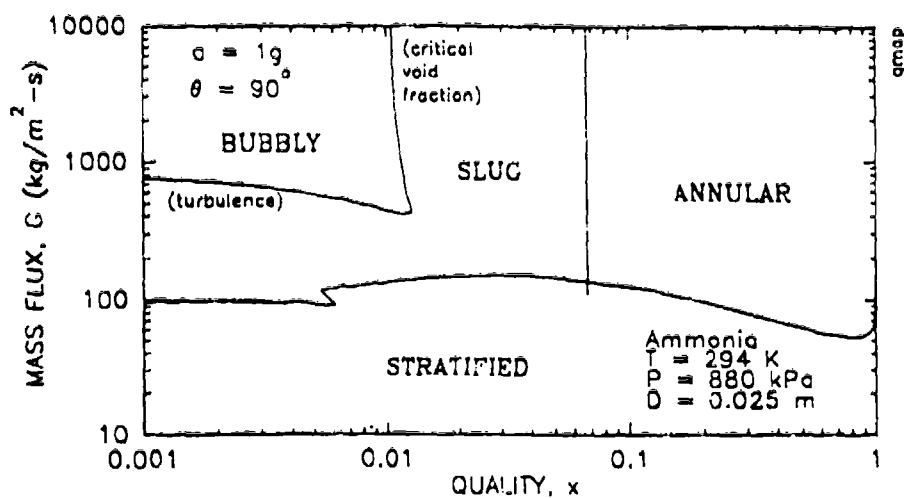 10000
1000
100
10
MASS FLUX, G (kg/m²-s)
a = 1g
θ = 90°
BUBBLY
(turbulence)
(critical
void
fraction)
SLUG
ANNULAR
STRATIFIED
Ammonia
T = 294 K
P = 880 kPa
D = 0.025 m
0.001
0.01
0.1
1
QUALITY, x
qmap